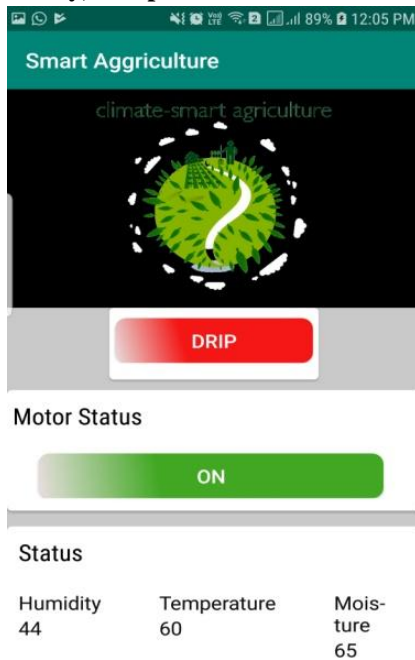 89% 12:05 PM
Smart Aggriculture
climate-smart agriculture
DRIP
Motor Status
ON
Status
Humidity Temperature Mois-
44 60 ture
65